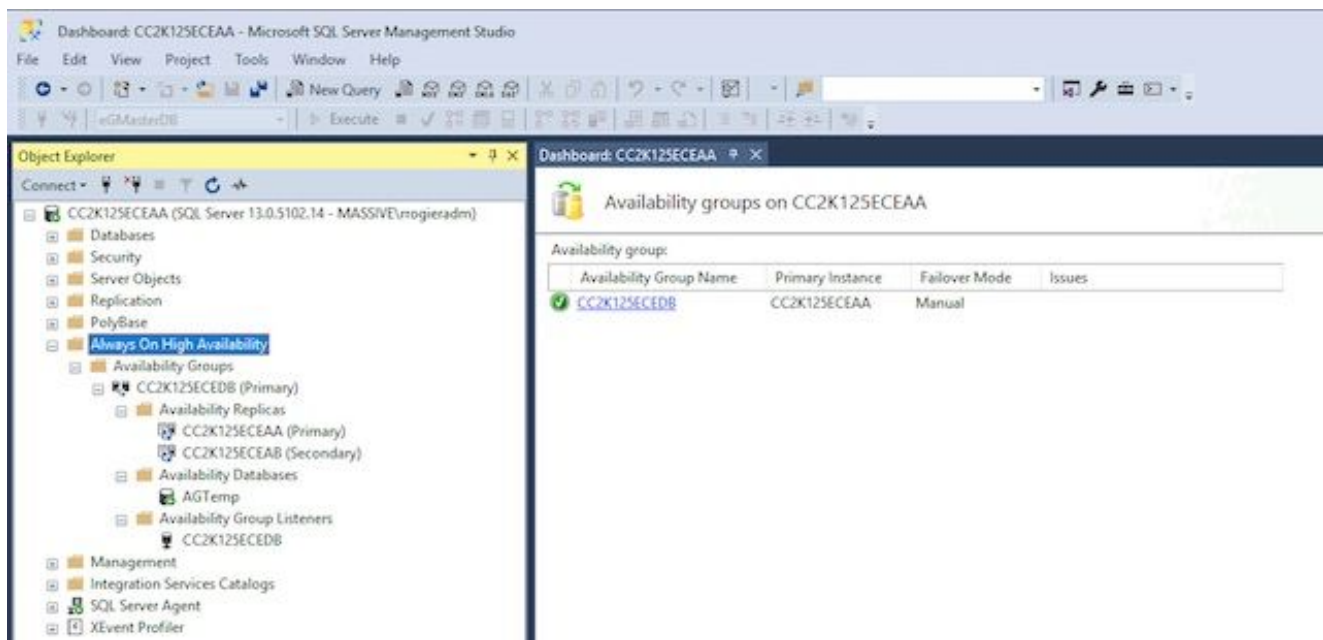 Dashboard: CC2K125ECEAA - Microsoft SQL Server Management Studio
File Edit View Project Tools Window Help
New Query
eGMasterDB Execute
Object Explorer
Connect
CC2K125ECEAA (SQL Server 13.0.5102.14 - MASSIVE\mogieradm)
Databases
Security
Server Objects
Replication
PolyBase
Always On High Availability
Availability Groups
CC2K125ECEDB (Primary)
Availability Replicas
CC2K125ECEAA (Primary)
CC2K125ECEAB (Secondary)
Availability Databases
AGTemp
Availability Group Listeners
CC2K125ECEDB
Management
Integration Services Catalogs
SQL Server Agent
XEvent Profiler
Dashboard: CC2K125ECEAA
Availability groups on CC2K125ECEAA
Availability group:
Availability Group Name Primary Instance Failover Mode Issues
CC2K125ECEDB CC2K125ECEAA Manual